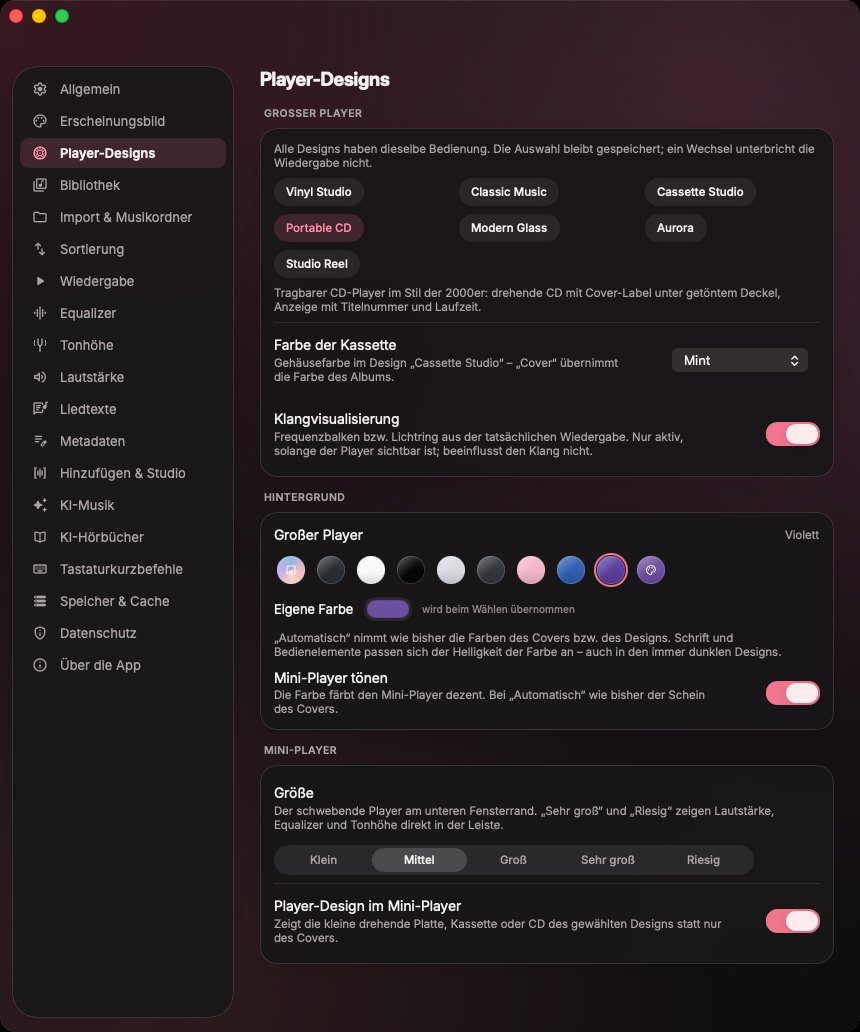 Allgemein
Erscheinungsbild
Player-Designs
Bibliothek
Import & Musikordner
Sortierung
Wiedergabe
Equalizer
Tonhöhe
Lautstärke
Liedtexte
Metadaten
Hinzufügen & Studio
KI-Musik
KI-Hörbücher
Tastaturkurzbefehle
Speicher & Cache
Datenschutz
Über die App
Player-Designs
GROSSER PLAYER
Alle Designs haben dieselbe Bedienung. Die Auswahl bleibt gespeichert; ein Wechsel unterbricht die
Wiedergabe nicht.
Vinyl Studio
Classic Music
Cassette Studio
Portable CD
Modern Glass
Aurora
Studio Reel
Tragbarer CD-Player im Stil der 2000er: drehende CD mit Cover-Label unter getöntem Deckel,
Anzeige mit Titelnummer und Laufzeit.
Farbe der Kassette
Gehäusefarbe im Design „Cassette Studio“ – „Cover“ übernimmt
die Farbe des Albums.
Mint
Klangvisualisierung
Frequenzbalken bzw. Lichtring aus der tatsächlichen Wiedergabe. Nur aktiv,
solange der Player sichtbar ist; beeinflusst den Klang nicht.
HINTERGRUND
Großer Player
Violett
Eigene Farbe
wird beim Wählen übernommen
„Automatisch“ nimmt wie bisher die Farben des Covers bzw. des Designs. Schrift und
Bedienelemente passen sich der Helligkeit der Farbe an – auch in den immer dunklen Designs.
Mini-Player tönen
Die Farbe färbt den Mini-Player dezent. Bei „Automatisch“ wie bisher der Schein
des Covers.
MINI-PLAYER
Größe
Der schwebende Player am unteren Fensterrand. „Sehr groß“ und „Riesig“ zeigen Lautstärke,
Equalizer und Tonhöhe direkt in der Leiste.
Klein
Mittel
Groß
Sehr groß
Riesig
Player-Design im Mini-Player
Zeigt die kleine drehende Platte, Kassette oder CD des gewählten Designs statt nur
des Covers.